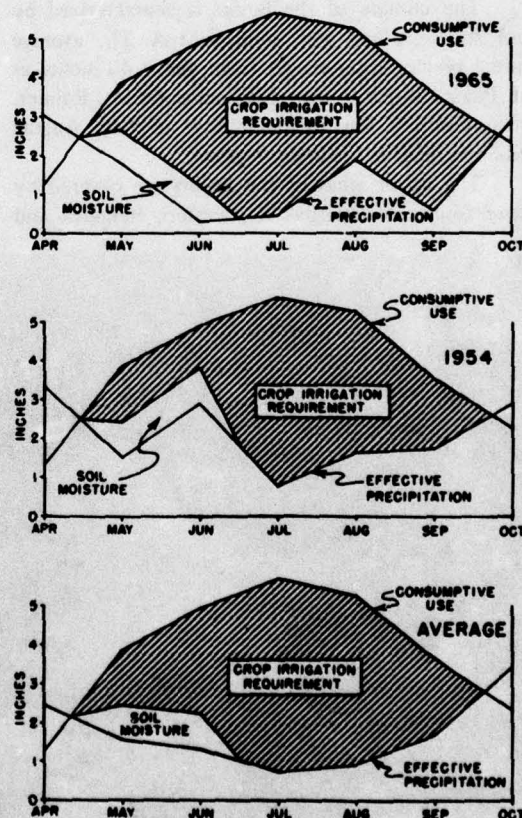 CONSUMPTIVE
USE
1965
CROP IRRIGATION
REQUIREMENT
SOIL
MOISTURE
EFFECTIVE
PRECIPITATION
INCHES
5
4
3
2
1
0
APR
MAY
JUN
JUL
AUG
SEP
OCT
CONSUMPTIVE
USE
1954
CROP IRRIGATION
REQUIREMENT
SOIL
MOISTURE
EFFECTIVE
PRECIPITATION
INCHES
5
4
3
2
1
0
APR
MAY
JUN
JUL
AUG
SEP
OCT
CONSUMPTIVE
USE
AVERAGE
CROP IRRIGATION
REQUIREMENT
SOIL
MOISTURE
EFFECTIVE
PRECIPITATION
INCHES
5
4
3
2
1
0
APR
MAY
JUN
JUL
AUG
SEP
OCT